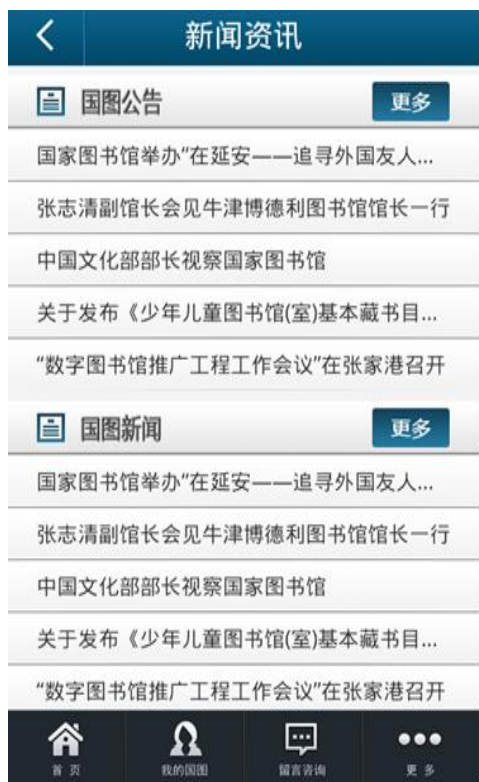 新闻资讯
国图公告 更多
国家图书馆举办"在延安——追寻外国友人...
张志清副馆长会见牛津博德利图书馆馆长一行
中国文化部部长视察国家图书馆
关于发布《少年儿童图书馆(室)基本藏书目...
"数字图书馆推广工程工作会议"在张家港召开
国图新闻 更多
国家图书馆举办"在延安——追寻外国友人...
张志清副馆长会见牛津博德利图书馆馆长一行
中国文化部部长视察国家图书馆
关于发布《少年儿童图书馆(室)基本藏书目...
"数字图书馆推广工程工作会议"在张家港召开
首页 我的国图 留言咨询 更多